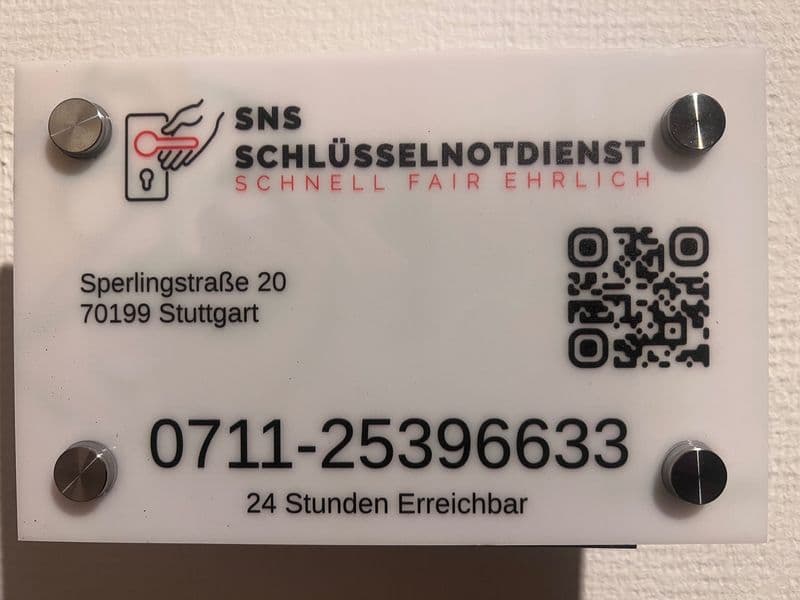 SNS
SCHLÜSSELNOTDIENST
SCHNELL FAIR EHRLICH
Sperlingstraße 20
70199 Stuttgart
0711-25396633
24 Stunden Erreichbar